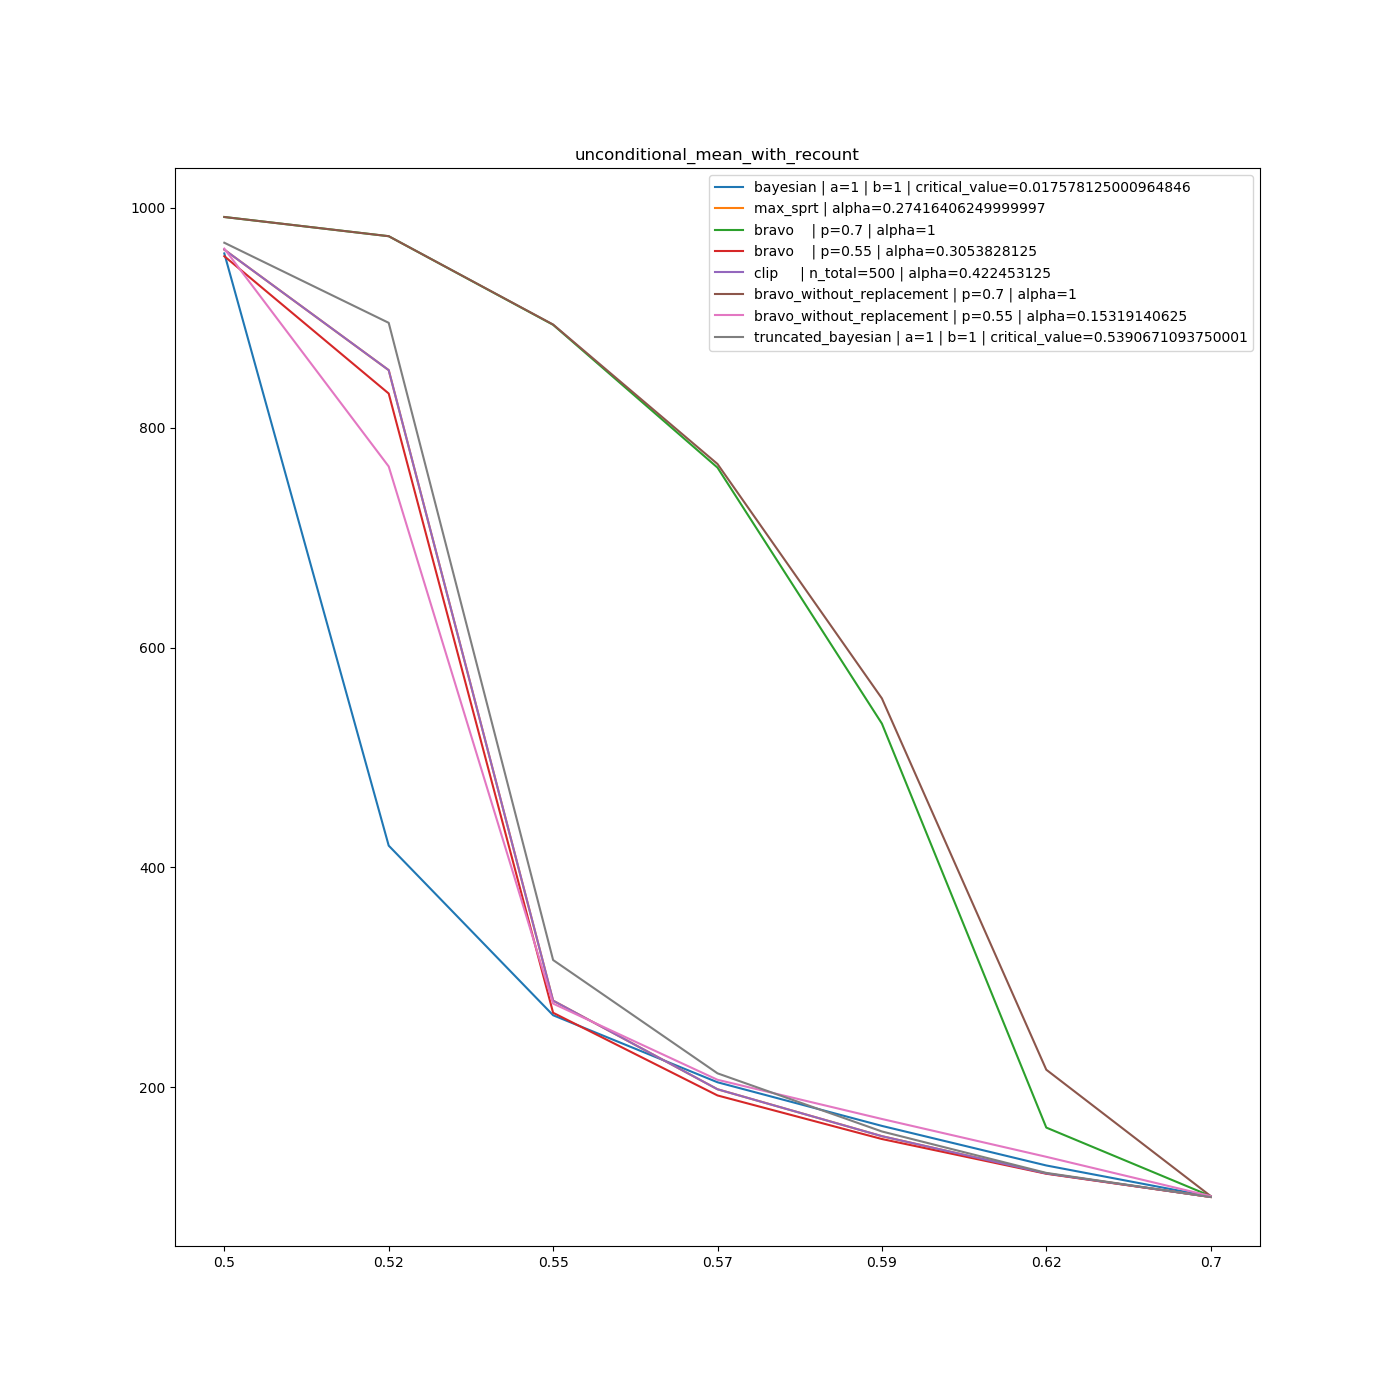 unconditional_mean_with_recount
bayesian | a=1 | b=1 | critical_value=0.017578125000964846
max_sprt | alpha=0.27416406249999997
bravo    | p=0.7 | alpha=1
bravo    | p=0.55 | alpha=0.3053828125
clip     | n_total=500 | alpha=0.422453125
bravo_without_replacement | p=0.7 | alpha=1
bravo_without_replacement | p=0.55 | alpha=0.15319140625
truncated_bayesian | a=1 | b=1 | critical_value=0.5390671093750001
1000
800
600
400
200
0.5 0.52 0.55 0.57 0.59 0.62 0.7